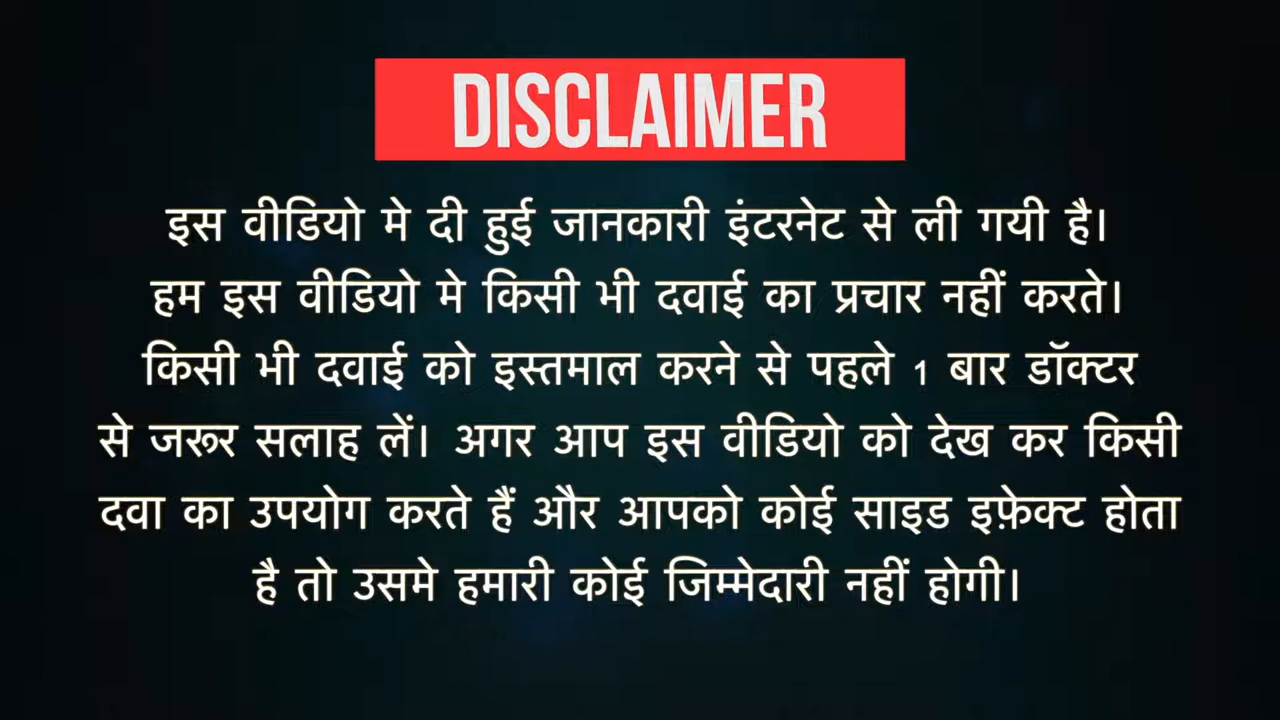 DISCLAIMER
इस वीडियो मे दी हुई जानकारी इंटरनेट से ली गयी है।
हम इस वीडियो मे किसी भी दवाई का प्रचार नहीं करते।
किसी भी दवाई को इस्तमाल करने से पहले 1 बार डॉक्टर
से जरूर सलाह लें। अगर आप इस वीडियो को देख कर किसी
दवा का उपयोग करते हैं और आपको कोई साइड इफ़ेक्ट होता
है तो उसमे हमारी कोई जिम्मेदारी नहीं होगी।